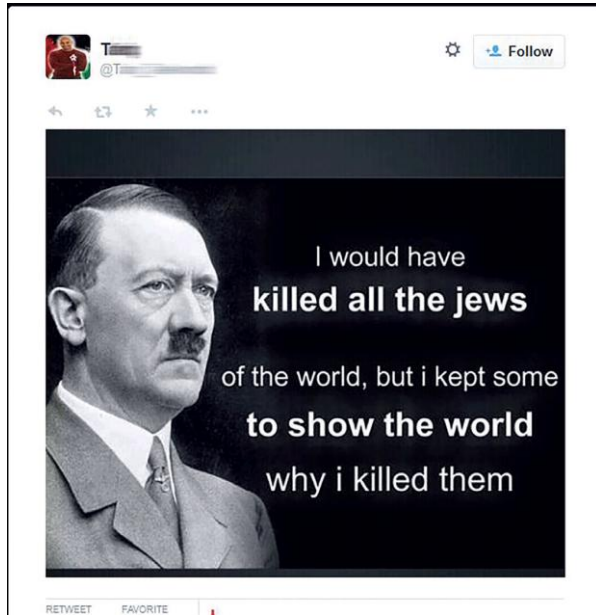 Follow
I would have
killed all the jews
of the world, but i kept some
to show the world
why i killed them
RETWEET FAVORITE